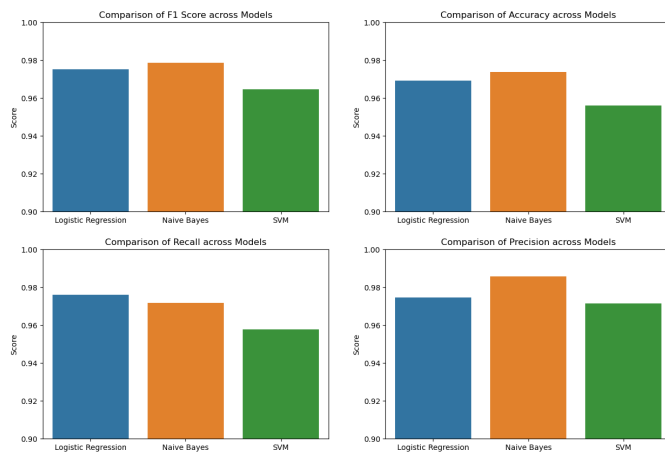 Comparison of F1 Score across Models
1.00
0.98
0.96
0.94
0.92
0.90
Score
Logistic Regression
Naive Bayes
SVM
Comparison of Accuracy across Models
1.00
0.98
0.96
0.94
0.92
0.90
Score
Logistic Regression
Naive Bayes
SVM
Comparison of Recall across Models
1.00
0.98
0.96
0.94
0.92
0.90
Score
Logistic Regression
Naive Bayes
SVM
Comparison of Precision across Models
1.00
0.98
0.96
0.94
0.92
0.90
Score
Logistic Regression
Naive Bayes
SVM